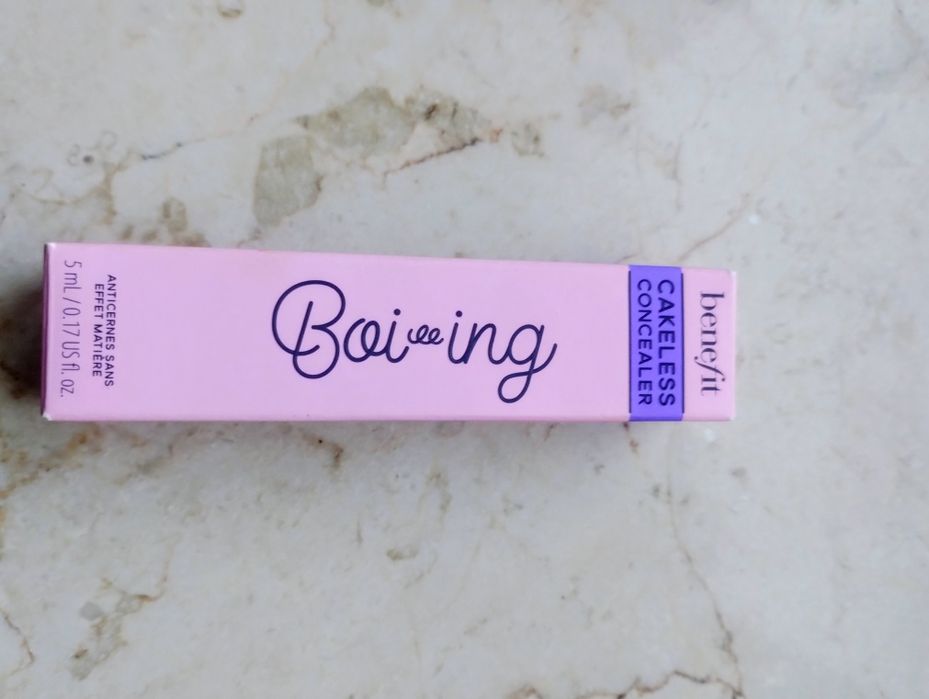 benefit
CAKELESS
CONCEALER
Boi-ing
ANTICERNES SANS
EFFET MATIÈRE
5 mL / 0.17 US fl. oz.